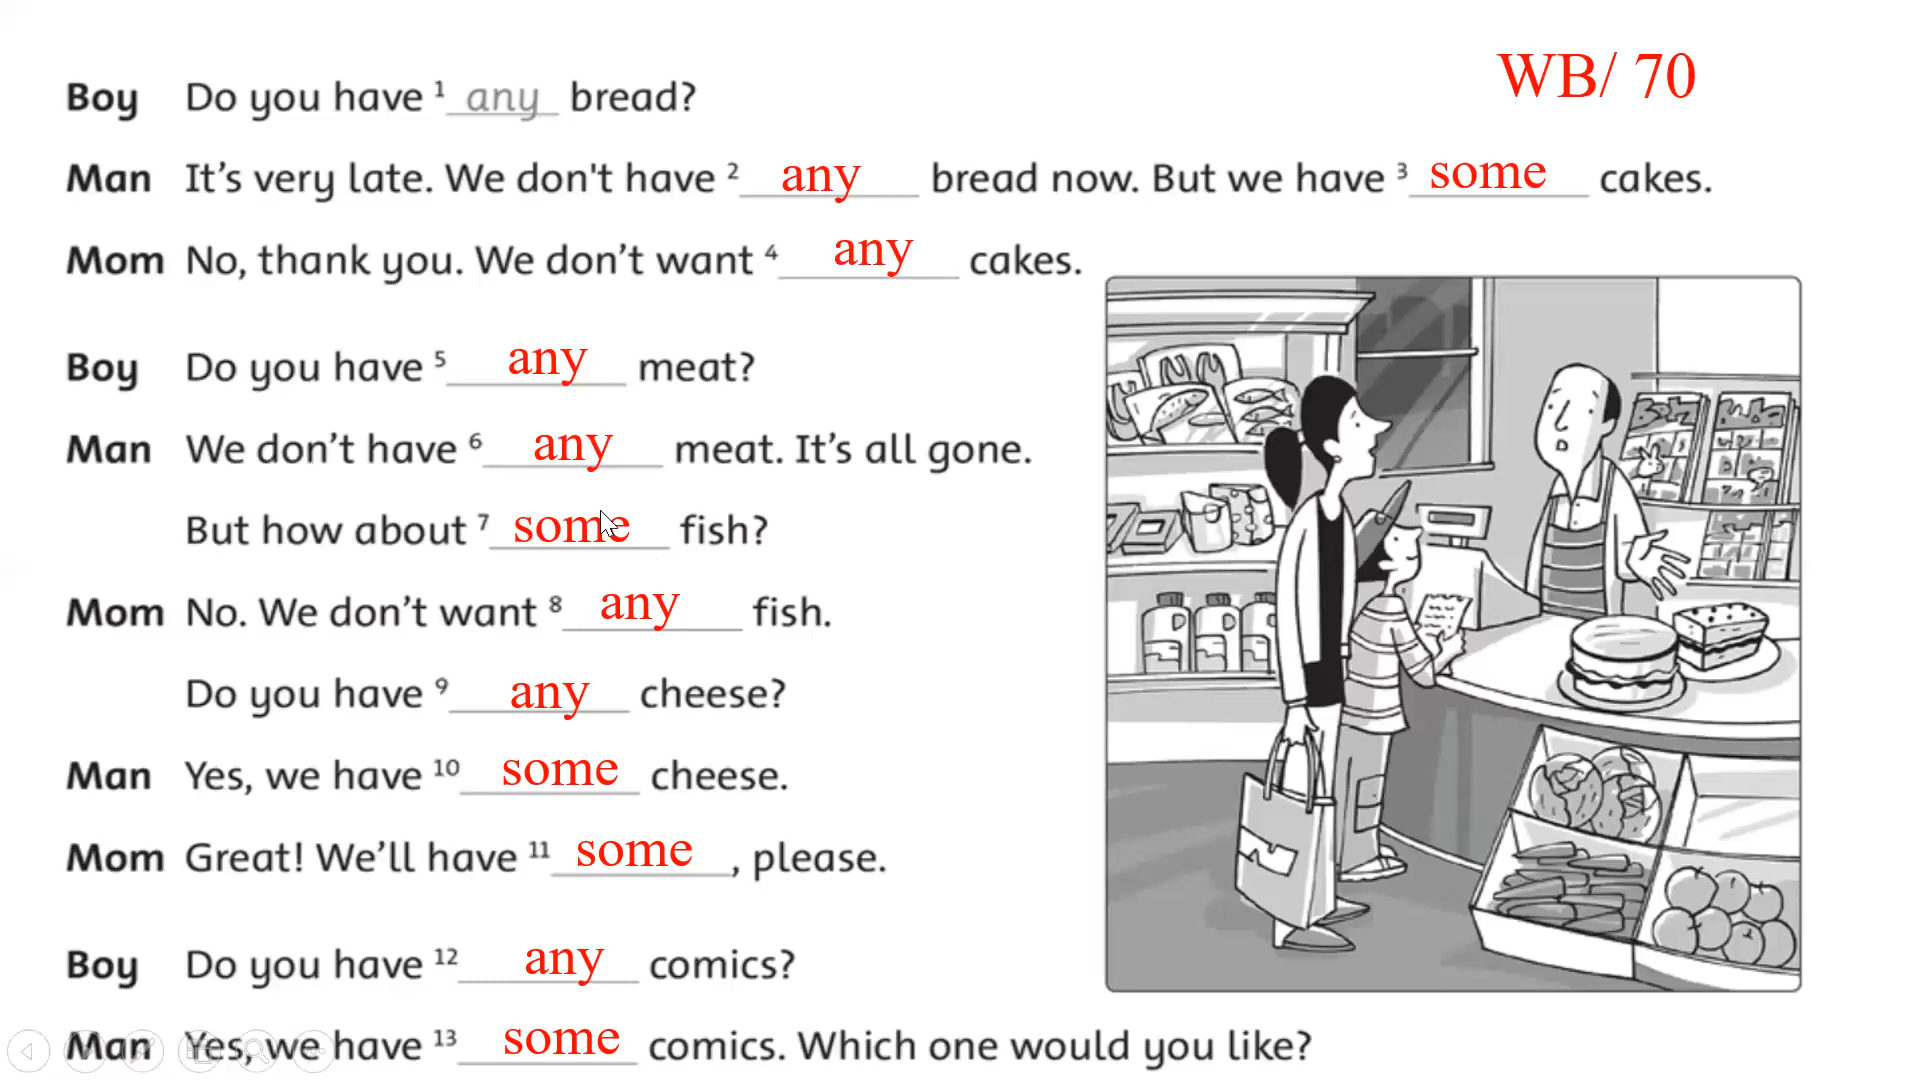 WB/ 70
Boy Do you have 1 any bread?
Man It's very late. We don't have 2 any bread now. But we have 3 some cakes.
Mom No, thank you. We don't want 4 any cakes.
Boy Do you have 5 any meat?
Man We don't have 6 any meat. It's all gone.
But how about 7 some fish?
Mom No. We don't want 8 any fish.
Do you have 9 any cheese?
Man Yes, we have 10 some cheese.
Mom Great! We'll have 11 some, please.
Boy Do you have 12 any comics?
Man Yes, we have 13 some comics. Which one would you like?